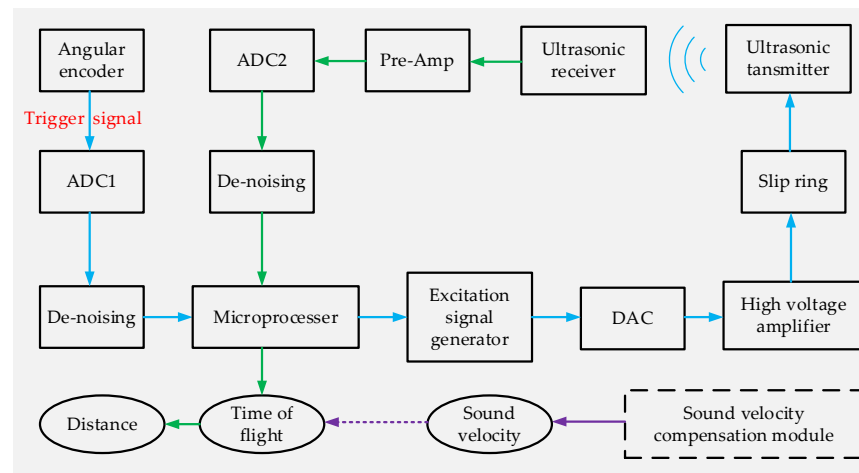 Angular
encoder
ADC2
Pre-Amp
Ultrasonic
receiver
Ultrasonic
tansmitter
Trigger signal
ADC1
De-noising
Slip ring
De-noising
Microprocesser
Excitation
signal
generator
DAC
High voltage
amplifier
Distance
Time of
flight
Sound
velocity
Sound velocity
compensation module